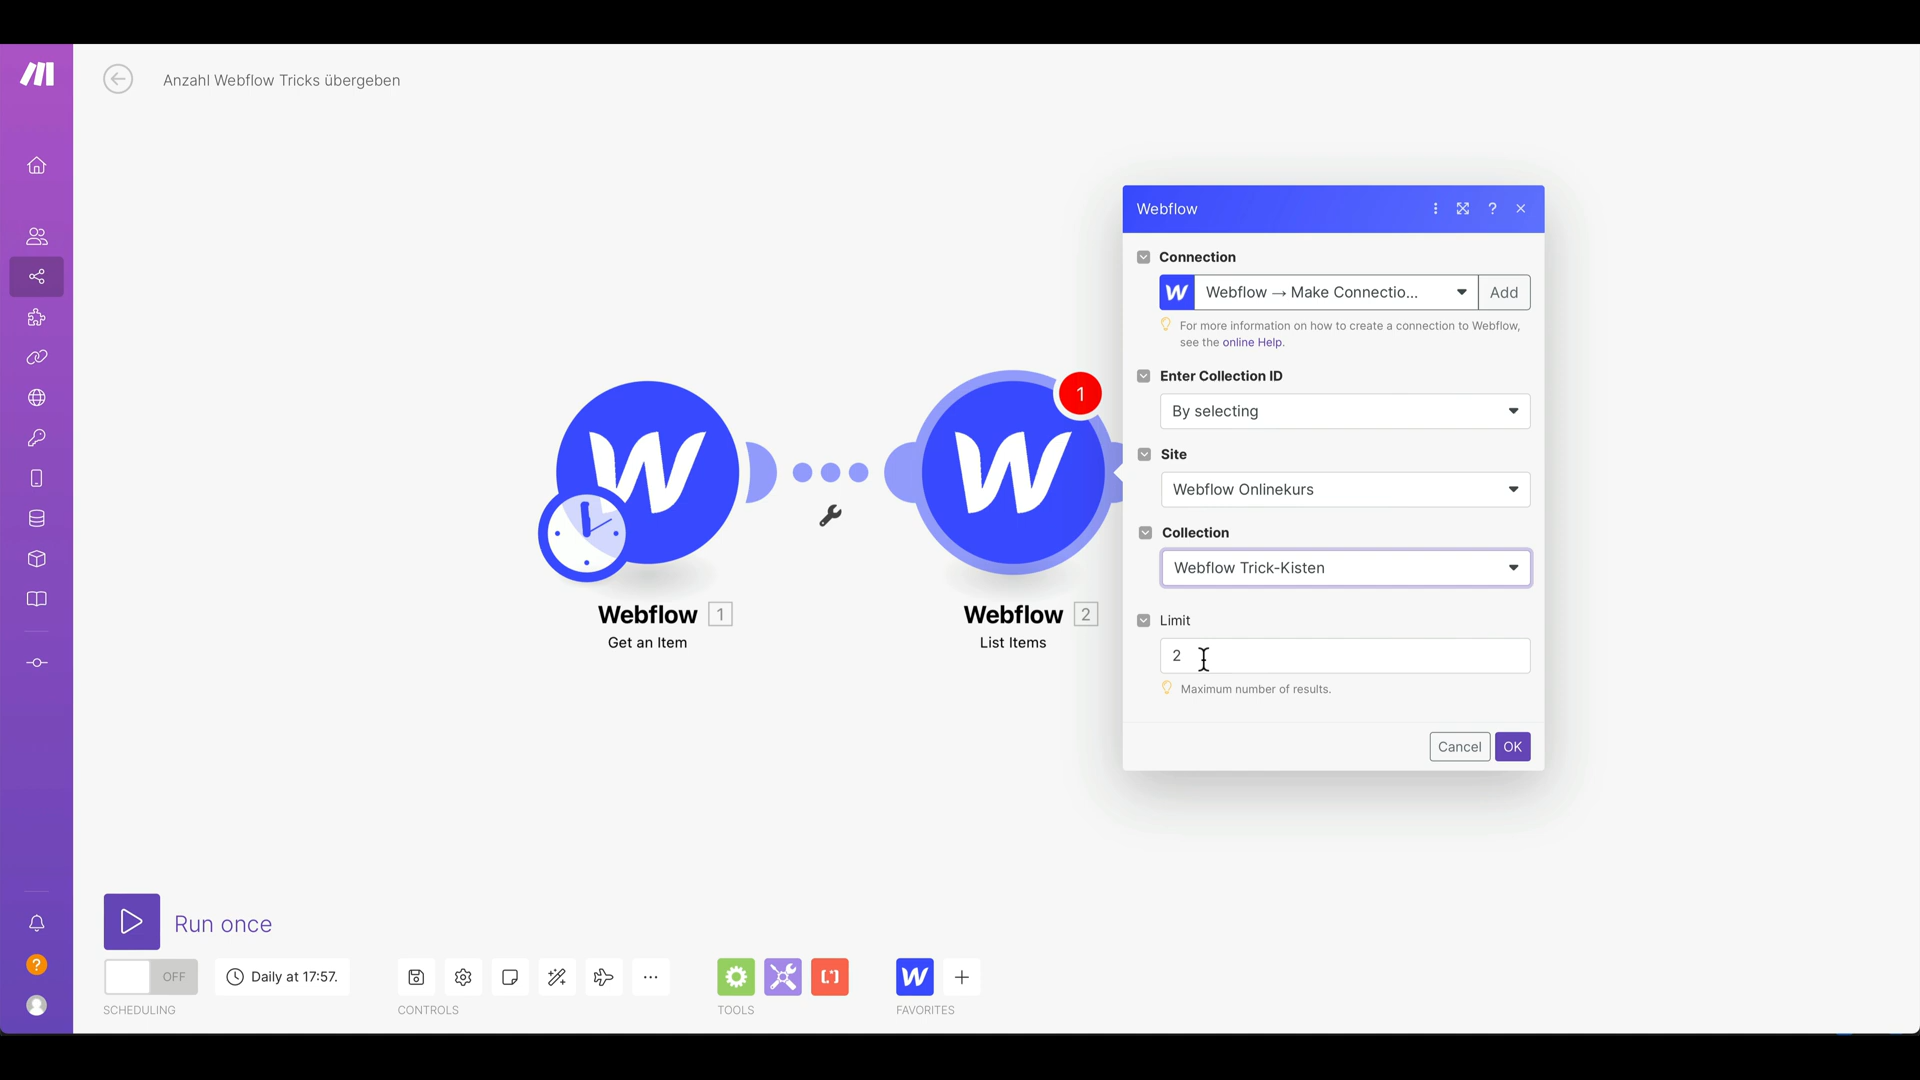 Anzahl Webflow Tricks übergeben
Webflow
?
Connection
Webflow → Make Connectio...
Add
For more information on how to create a connection to Webflow,
see the online Help.
Enter Collection ID
By selecting
Site
Webflow Onlinekurs
Collection
Webflow Trick-Kisten
Limit
2
Maximum number of results.
Cancel
OK
1
Webflow 1
Get an Item
Webflow 2
List Items
Run once
OFF
Daily at 17:57.
SCHEDULING
CONTROLS
TOOLS
FAVORITES
?